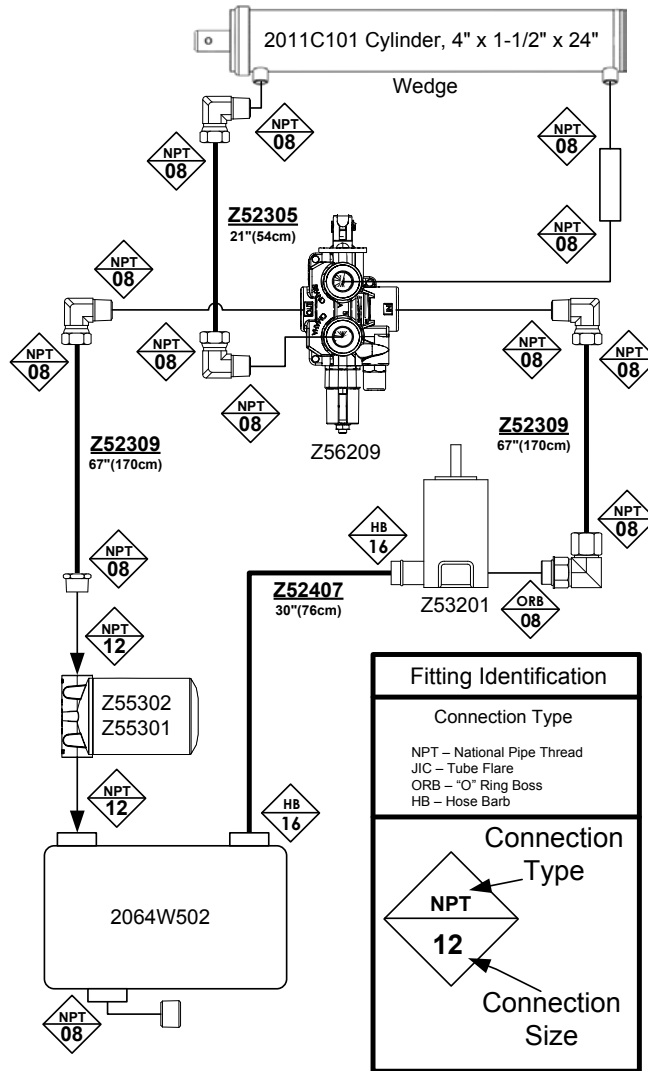 2011C101 Cylinder, 4" x 1-1/2" x 24"
Wedge
NPT
08
NPT
08
NPT
08
Z52305
21"(54cm)
NPT
08
NPT
08
NPT
08
NPT
08
NPT
08
OUT
IN
NPT
08
NPT
08
NPT
08
Z56209
Z52309
67"(170cm)
Z52309
67"(170cm)
NPT
08
HB
16
NPT
08
Z52407
30"(76cm)
Z53201
ORB
08
NPT
12
Z55302
Z55301
NPT
12
HB
16
2064W502
NPT
08
Fitting Identification
Connection Type
NPT – National Pipe Thread
JIC – Tube Flare
ORB – “O” Ring Boss
HB – Hose Barb
Connection
Type
NPT
12
Connection
Size